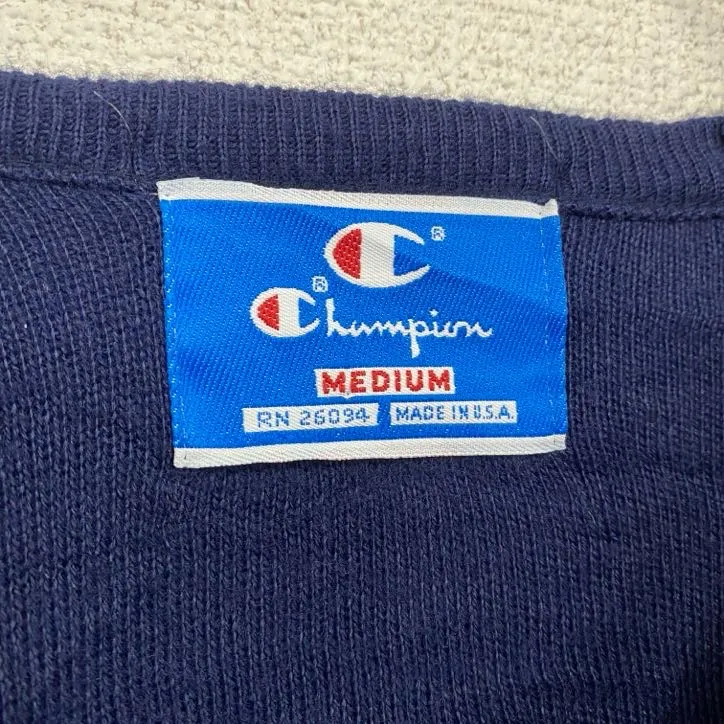 ®
® Champion
MEDIUM
RN 26094 MADE IN U.S.A.